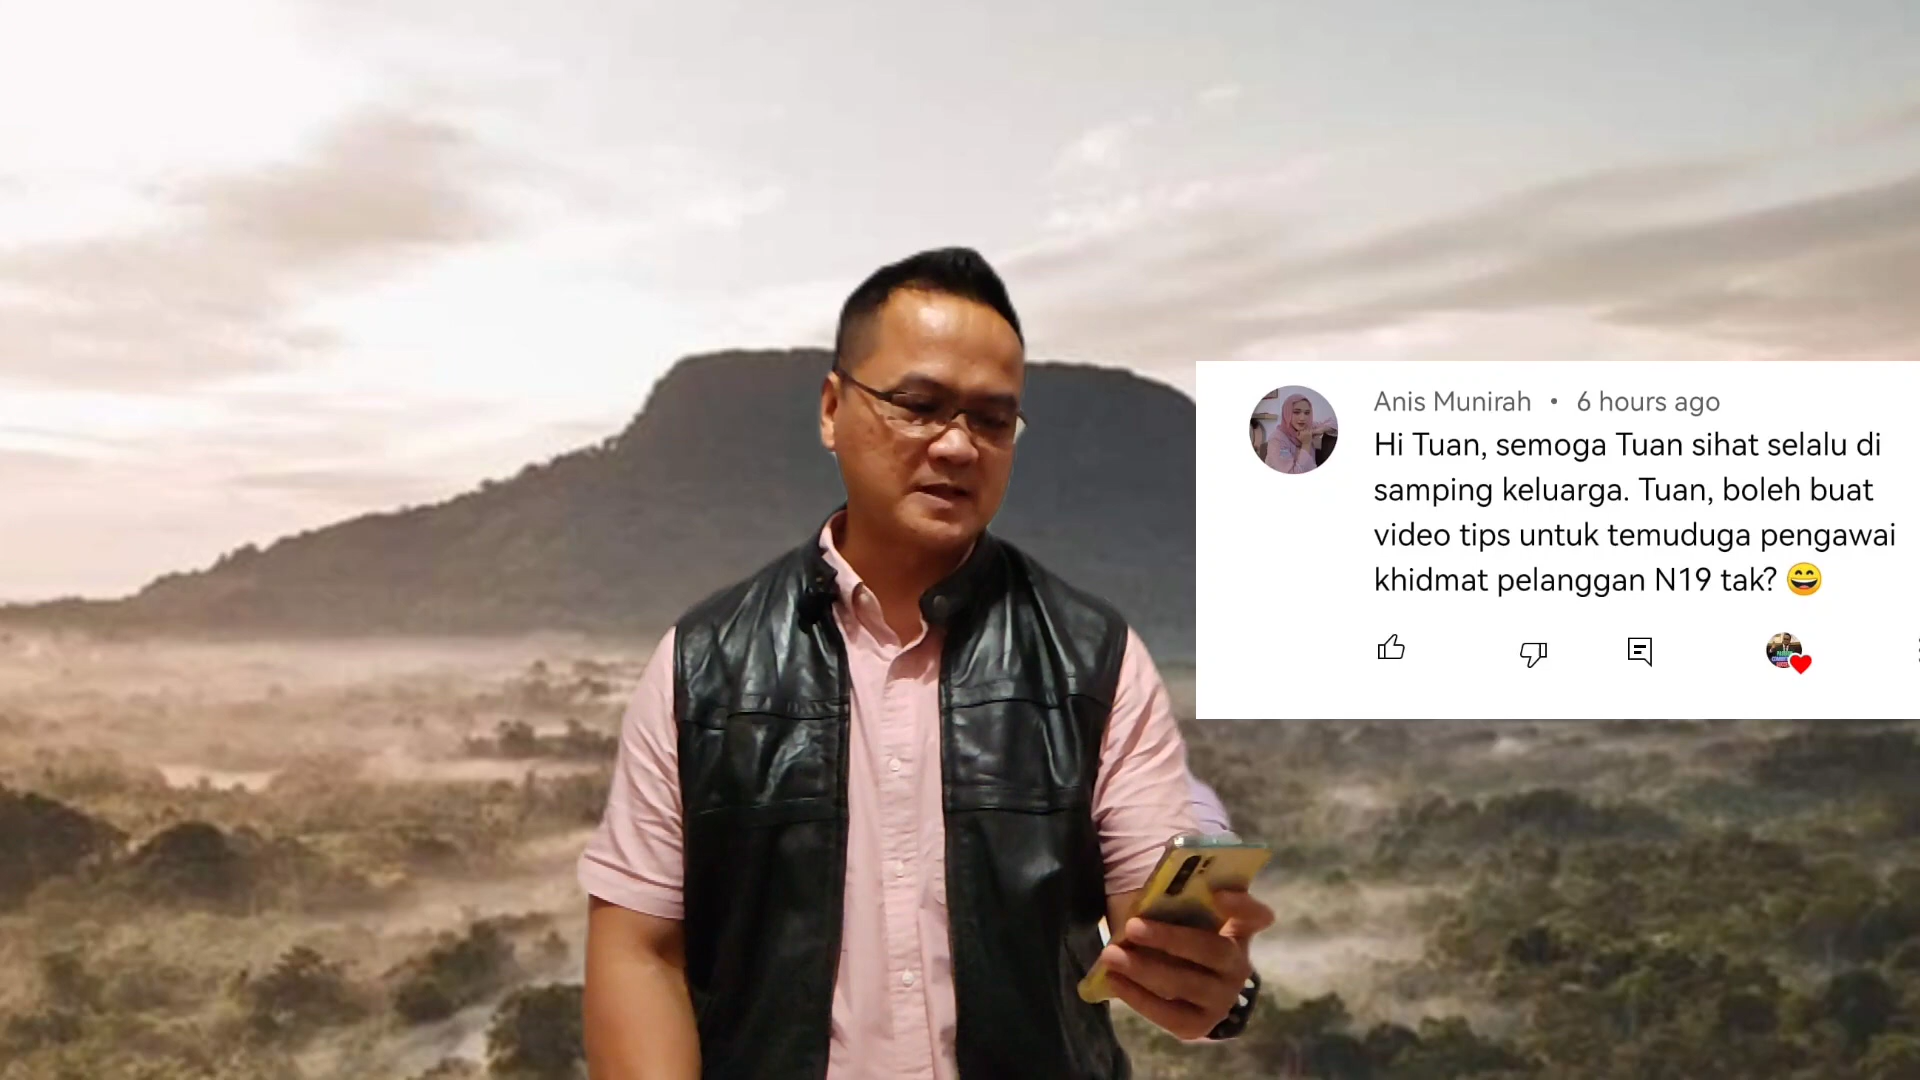 Anis Munirah • 6 hours ago
Hi Tuan, semoga Tuan sihat selalu di
samping keluarga. Tuan, boleh buat
video tips untuk temuduga pengawai
khidmat pelanggan N19 tak? 😄